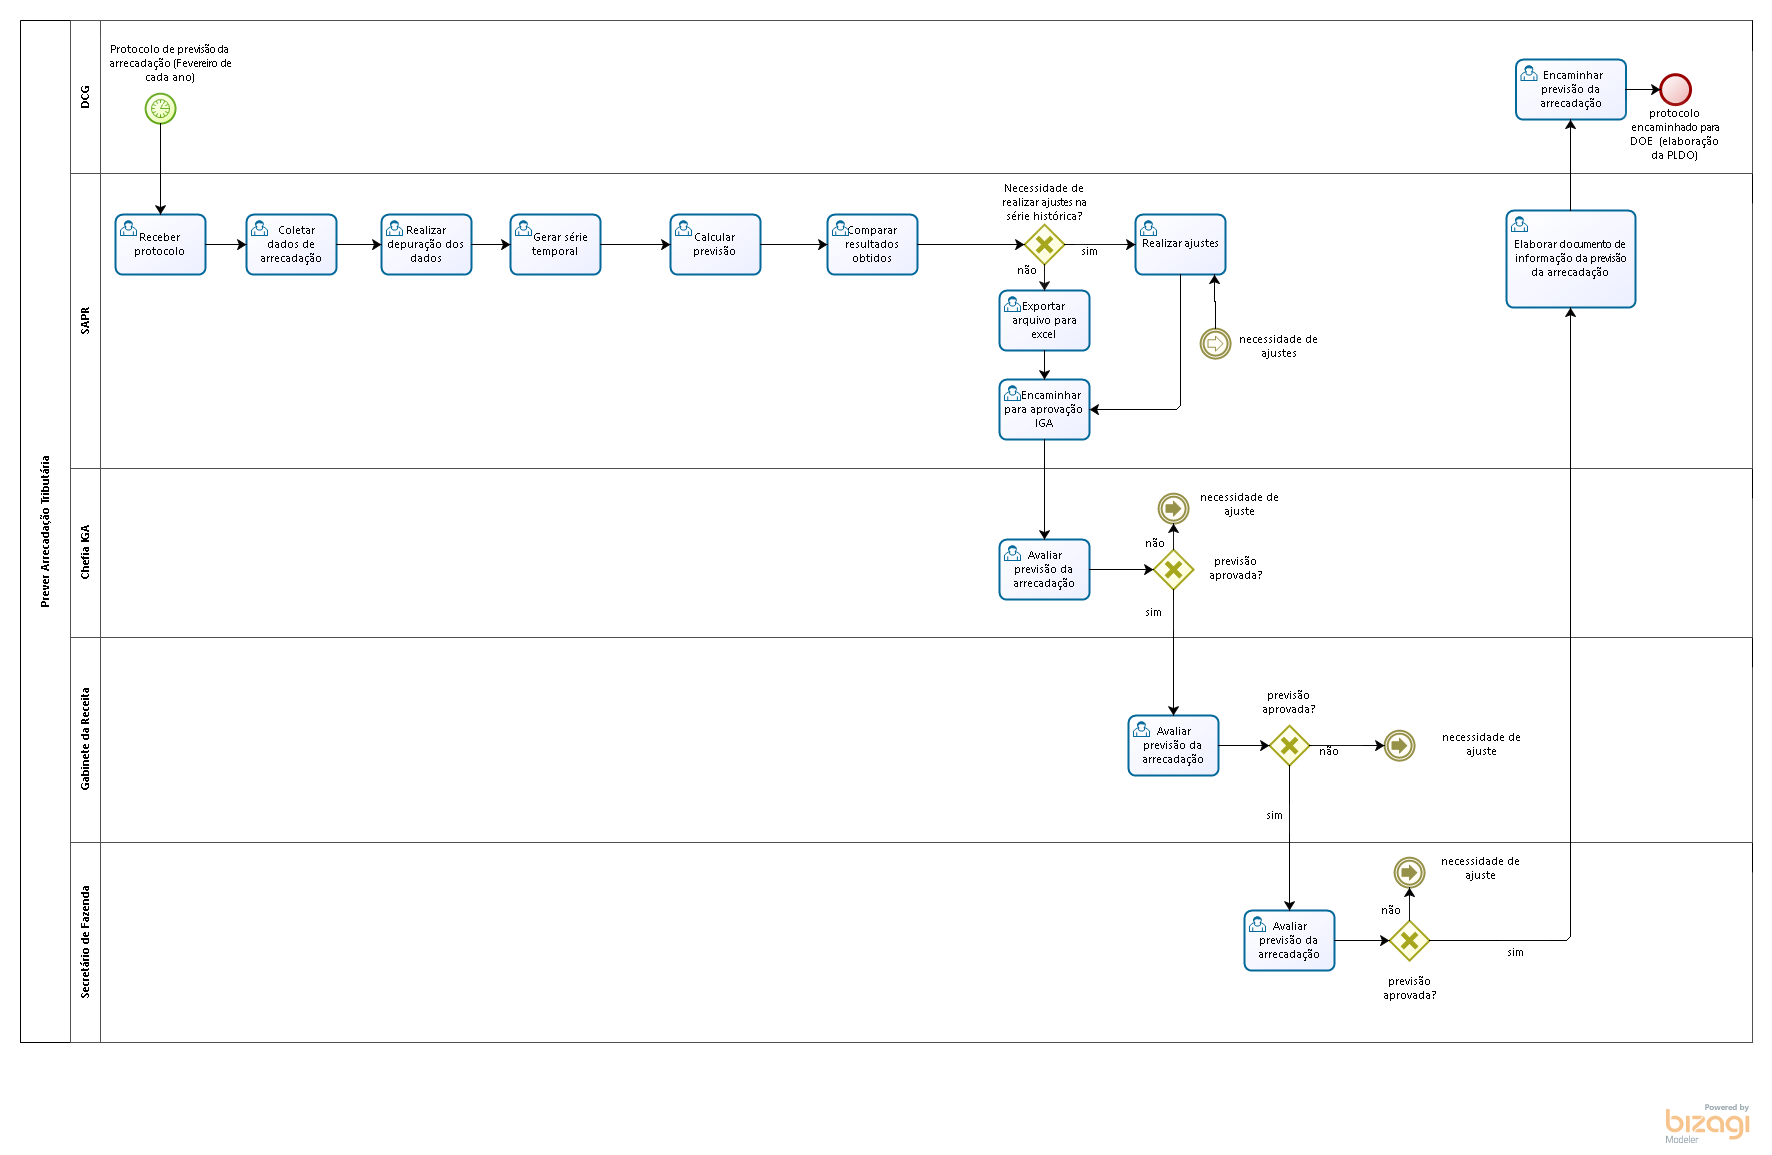 Prever Arrecadação Tributária
DCG
Protocolo de previsão da
arrecadação (Fevereiro de
cada ano)
Encaminhar
previsão da
arrecadação
protocolo
encaminhado para
DOE (elaboração
da PLDO)
SAPR
Receber
protocolo
Coletar
dados de
arrecadação
Realizar
depuração dos
dados
Gerar série
temporal
Calcular
previsão
Comparar
resultados
obtidos
Necessidade de
realizar ajustes na
série histórica?
sim
não
Realizar ajustes
Exportar
arquivo para
excel
necessidade de
ajustes
Encaminhar
para aprovação
IGA
Elaborar documento de
informação da previsão
da arrecadação
Chefia IGA
Avaliar
previsão da
arrecadação
necessidade de
ajuste
não
previsão
aprovada?
sim
Gabinete da Receita
Avaliar
previsão da
arrecadação
previsão
aprovada?
não
necessidade de
ajuste
sim
Secretário de Fazenda
Avaliar
previsão da
arrecadação
necessidade de
ajuste
não
sim
previsão
aprovada?
Powered by
bizagi
Modeler